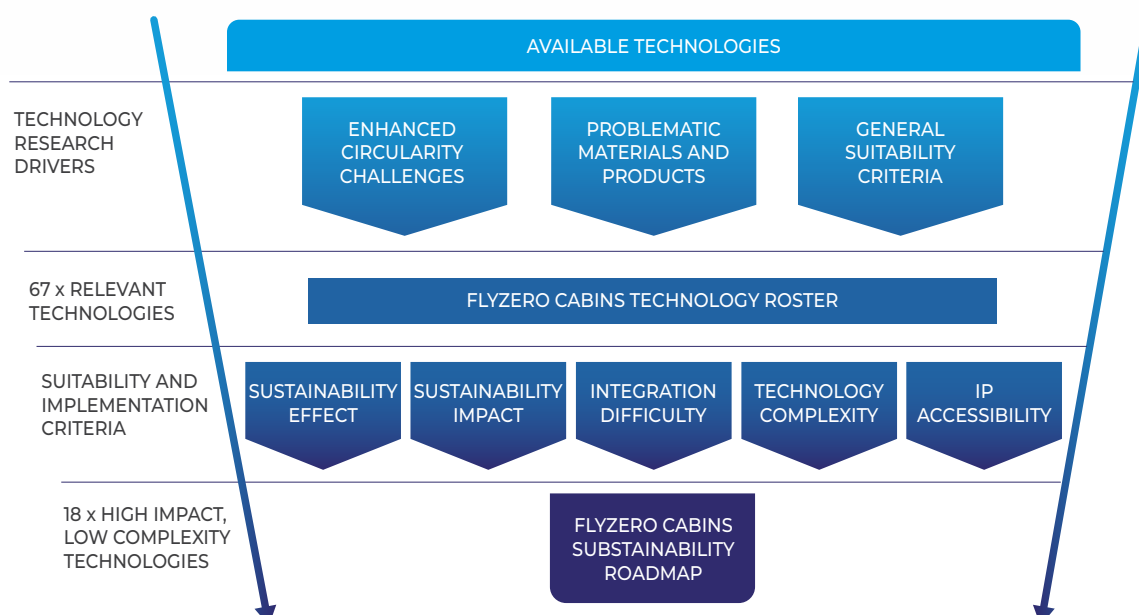 AVAILABLE TECHNOLOGIES
TECHNOLOGY
RESEARCH
DRIVERS
ENHANCED
CIRCULARITY
CHALLENGES
PROBLEMATIC
MATERIALS AND
PRODUCTS
GENERAL
SUITABILITY
CRITERIA
67 x RELEVANT
TECHNOLOGIES
FLYZERO CABINS TECHNOLOGY ROSTER
SUITABILITY AND
IMPLEMENTATION
CRITERIA
SUSTAINABILITY
EFFECT
SUSTAINABILITY
IMPACT
INTEGRATION
DIFFICULTY
TECHNOLOGY
COMPLEXITY
IP
ACCESSIBILITY
18 x HIGH IMPACT,
LOW COMPLEXITY
TECHNOLOGIES
FLYZERO CABINS
SUBSTAINABILITY
ROADMAP